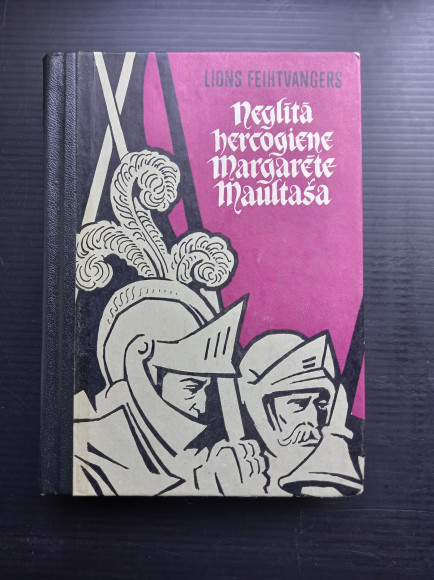 LIONS FEIHTVANGERS
Neglītā
hercogiene
Margarēte
Maultaša